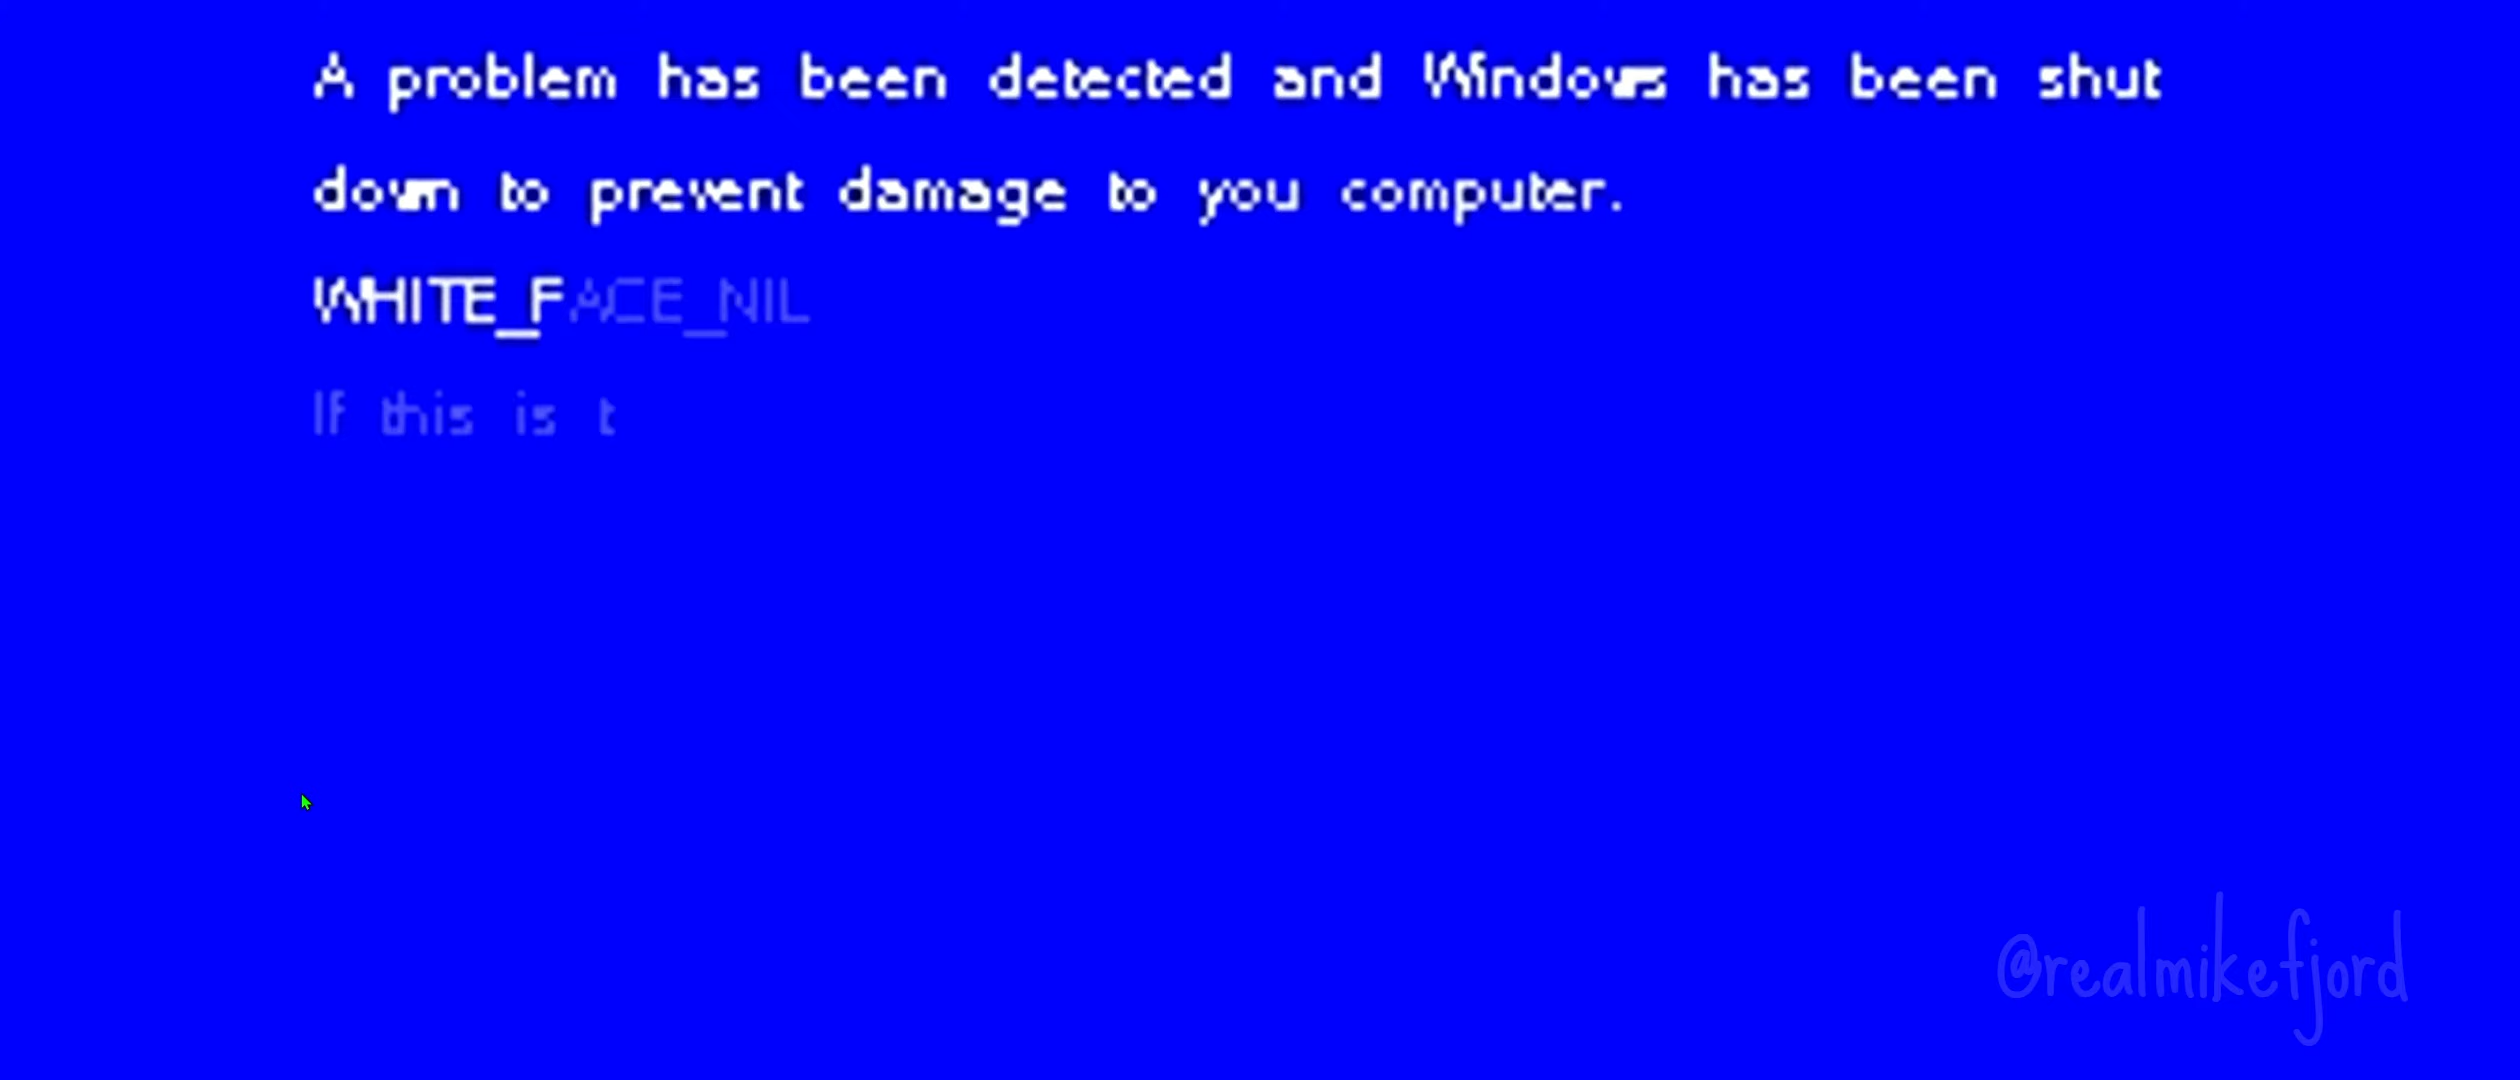 A problem has been detected and Windows has been shut
down to prevent damage to you computer.
WHITE_FACE_NIL
If this is t
@realmikefjord